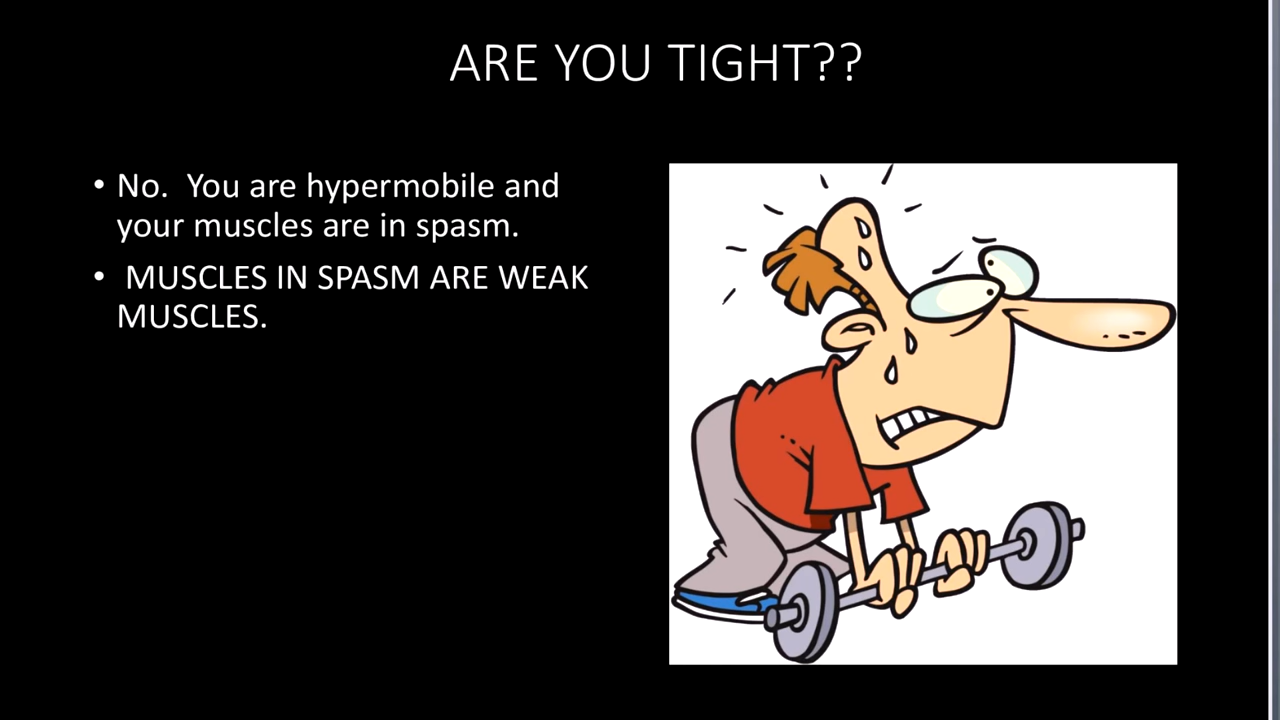 ARE YOU TIGHT??
• No.  You are hypermobile and
your muscles are in spasm.
•  MUSCLES IN SPASM ARE WEAK
MUSCLES.